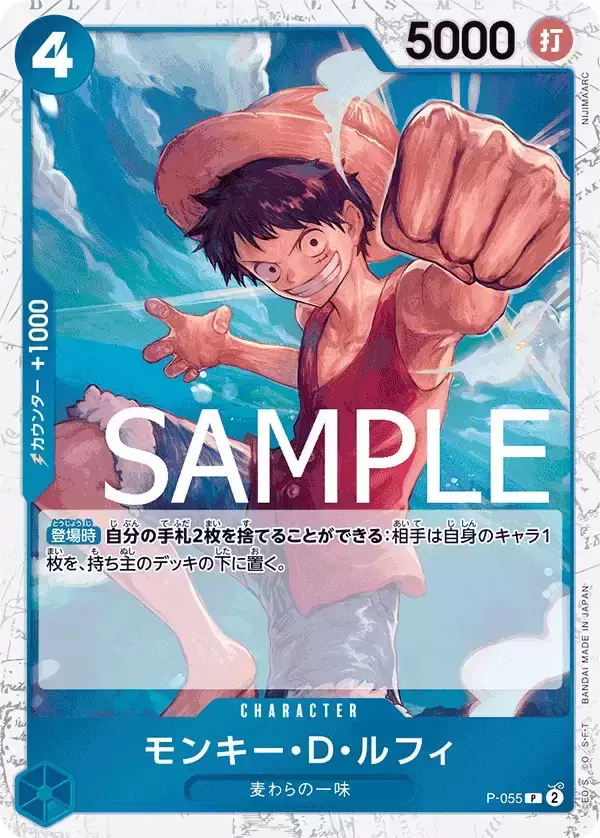 4
5000 打
NIJIMAARC
カウンター +1000
SAMPLE
登場時 自分の手札2枚を捨てることができる:相手は自身のキャラ1
枚を、持ち主のデッキの下に置く。
CHARACTER
モンキー・D・ルフィ
麦わらの一味
P-055 P 2
BANDAI MADE IN JAPAN